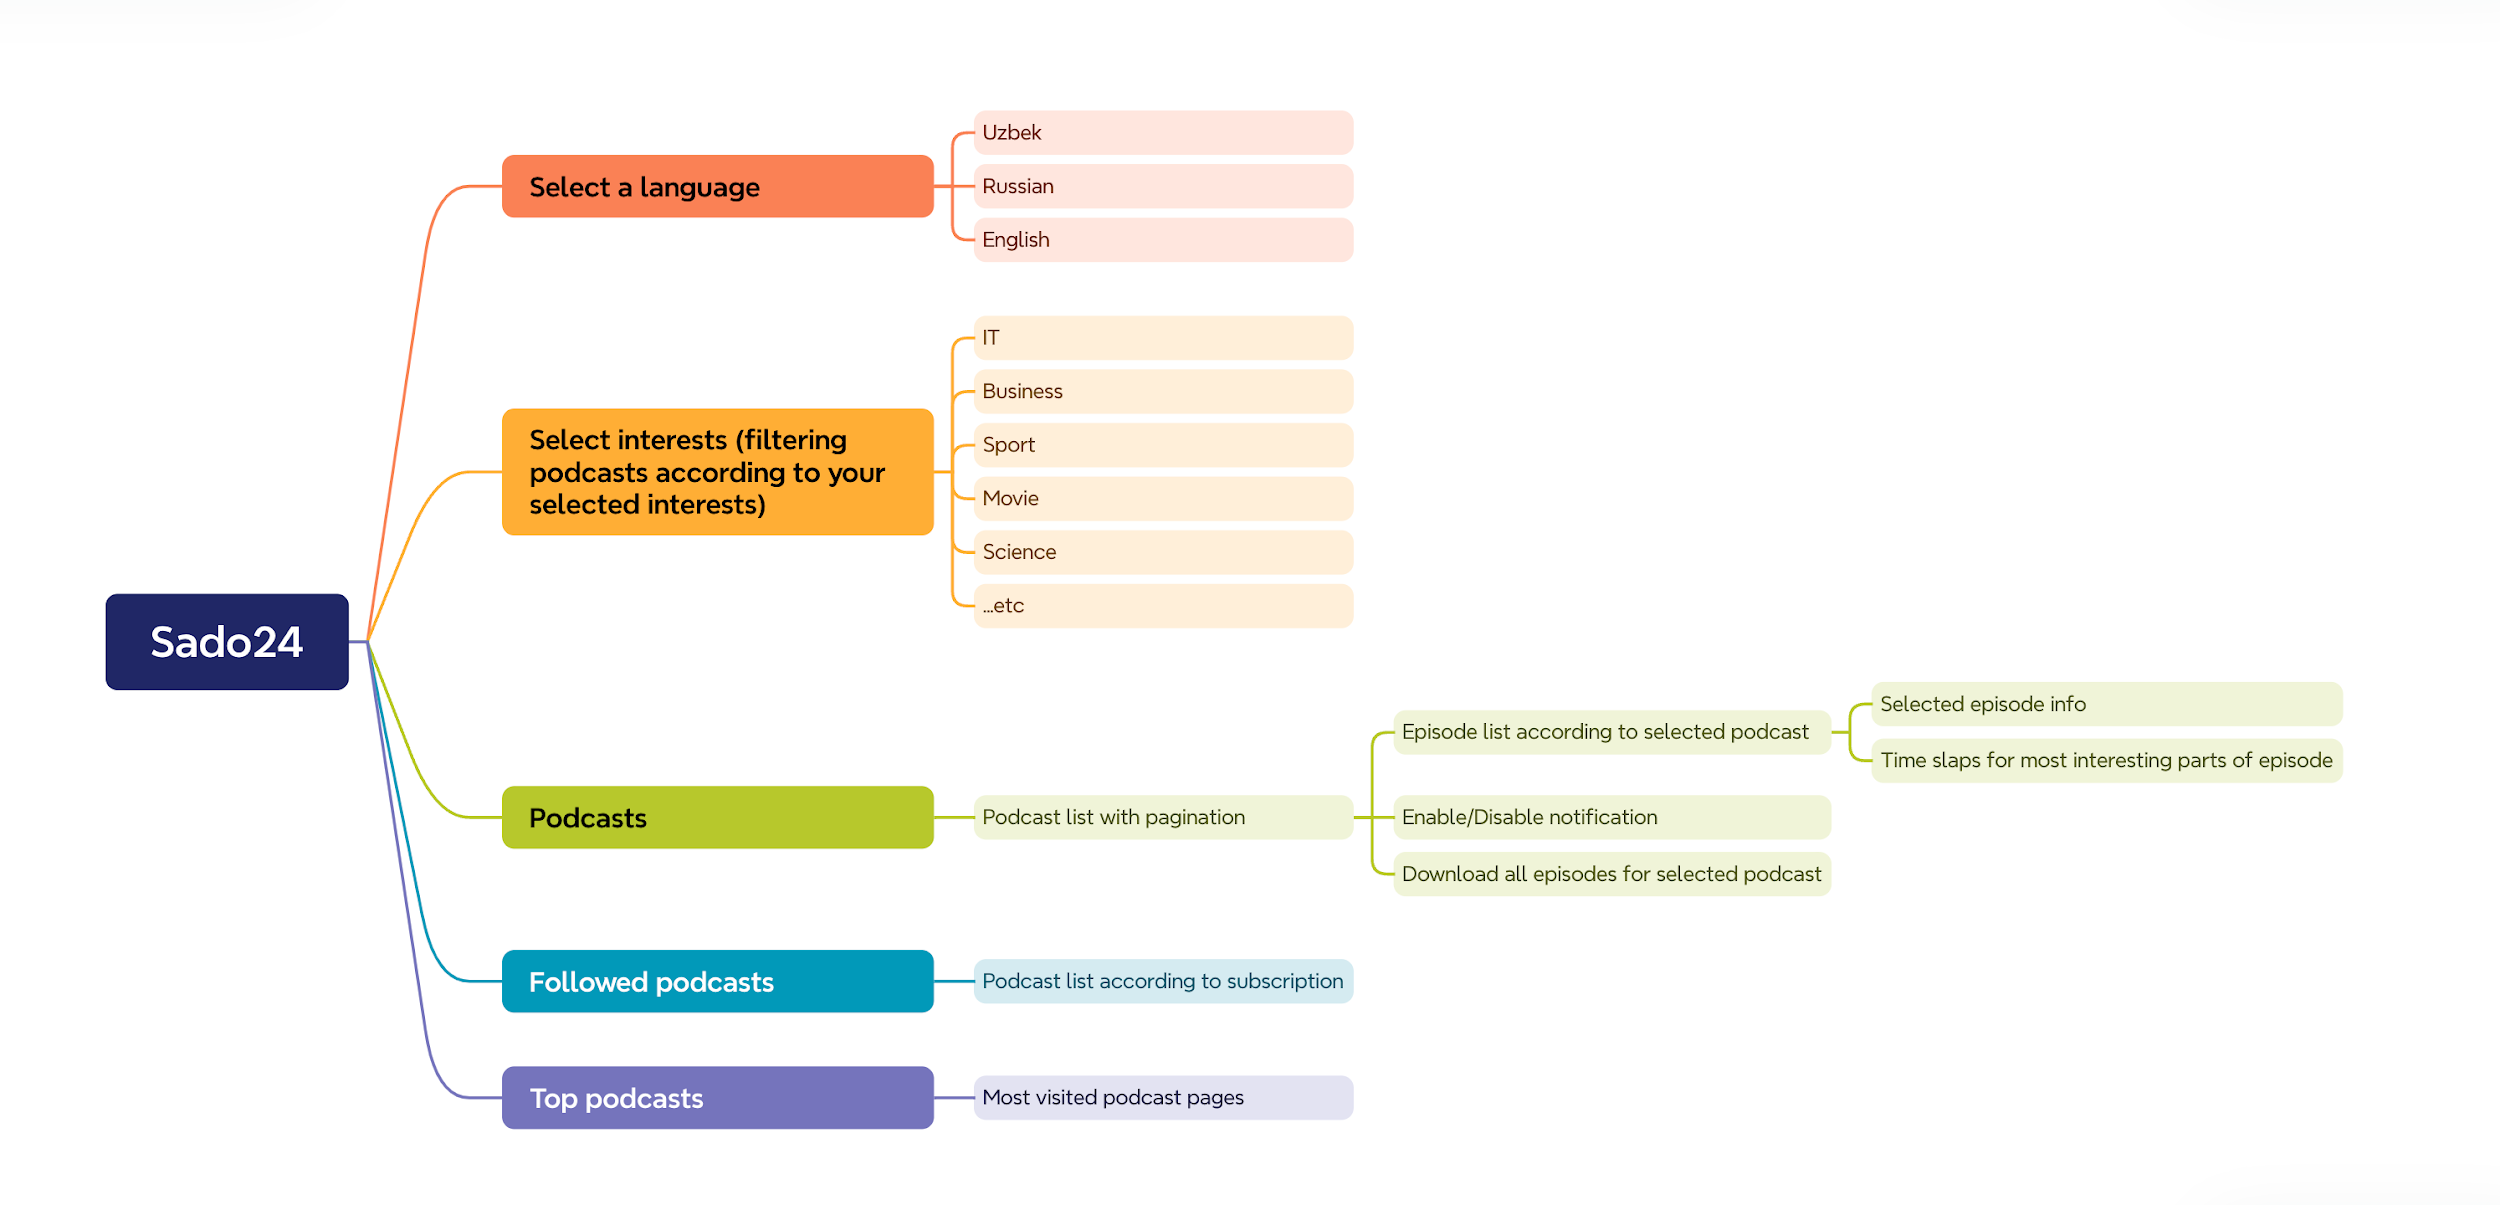 Sado24
Select a language
Uzbek
Russian
English
Select interests (filtering
podcasts according to your
selected interests)
IT
Business
Sport
Movie
Science
...etc
Podcasts
Podcast list with pagination
Episode list according to selected podcast
Selected episode info
Time slaps for most interesting parts of episode
Enable/Disable notification
Download all episodes for selected podcast
Followed podcasts
Podcast list according to subscription
Top podcasts
Most visited podcast pages